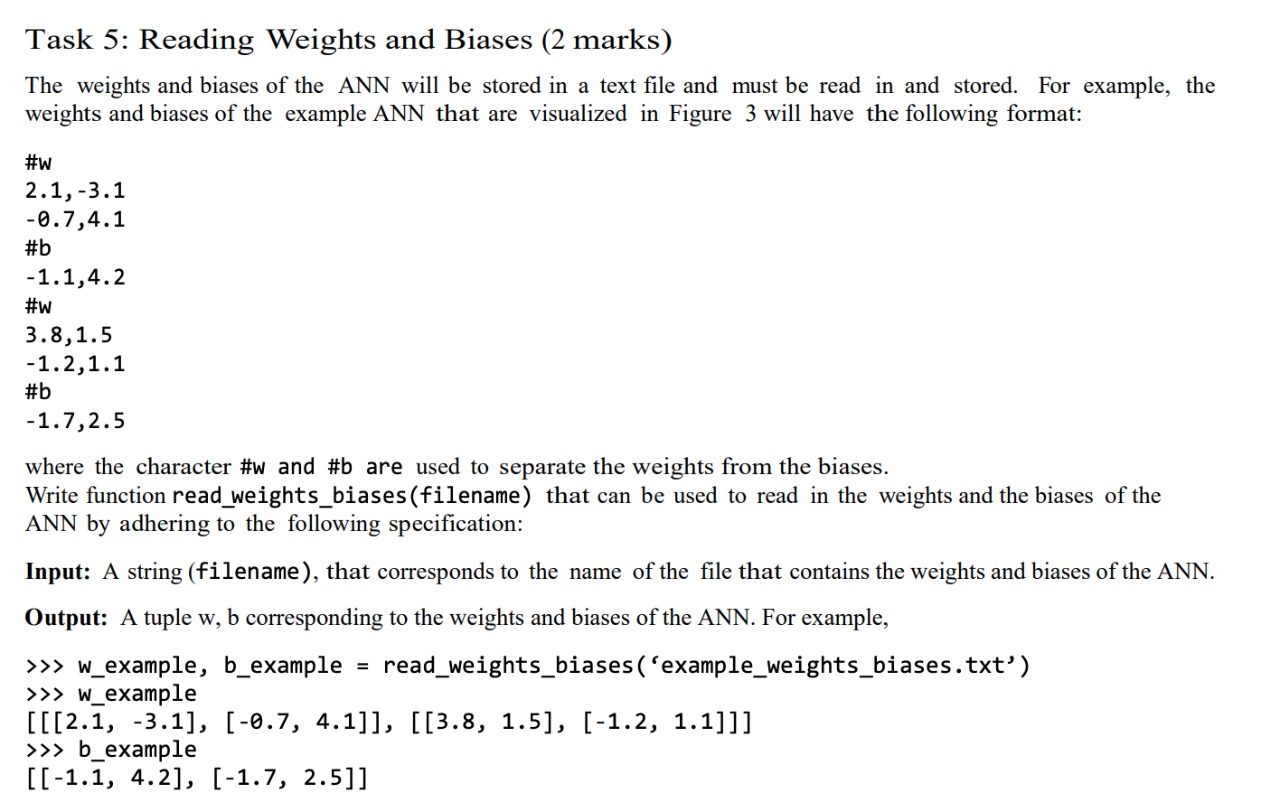 Task 5: Reading Weights and Biases (2 marks)
The weights and biases of the ANN will be stored in a text file and must be read in and stored. For example, the
weights and biases of the example ANN that are visualized in Figure 3 will have the following format:
#w
2.1,-3.1
-0.7,4.1
#b
-1.1,4.2
#w
3.8,1.5
-1.2,1.1
#b
-1.7,2.5
where the character #w and #b are used to separate the weights from the biases.
Write function read_weights_biases(filename) that can be used to read in the weights and the biases of the
ANN by adhering to the following specification:
Input: A string (filename), that corresponds to the name of the file that contains the weights and biases of the ANN.
Output: A tuple w, b corresponding to the weights and biases of the ANN. For example,
>>> w_example, b_example = read_weights_biases(‘example_weights_biases.txt’)
>>> w_example
[[[2.1, -3.1], [-0.7, 4.1]], [[3.8, 1.5], [-1.2, 1.1]]]
>>> b_example
[[-1.1, 4.2], [-1.7, 2.5]]